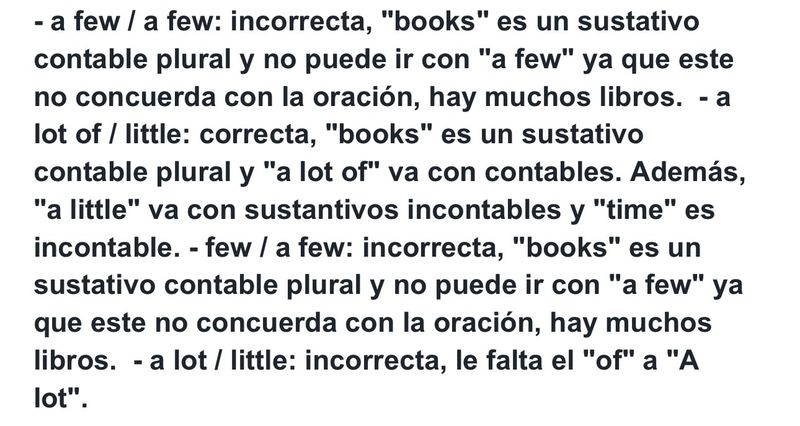 - a few / a few: incorrecta, "books" es un sustativo
contable plural y no puede ir con "a few" ya que este
no concuerda con la oración, hay muchos libros.  - a
lot of / little: correcta, "books" es un sustativo
contable plural y "a lot of" va con contables. Además,
"a little" va con sustantivos incontables y "time" es
incontable. - few / a few: incorrecta, "books" es un
sustativo contable plural y no puede ir con "a few" ya
que este no concuerda con la oración, hay muchos
libros.  - a lot / little: incorrecta, le falta el "of" a "A
lot".